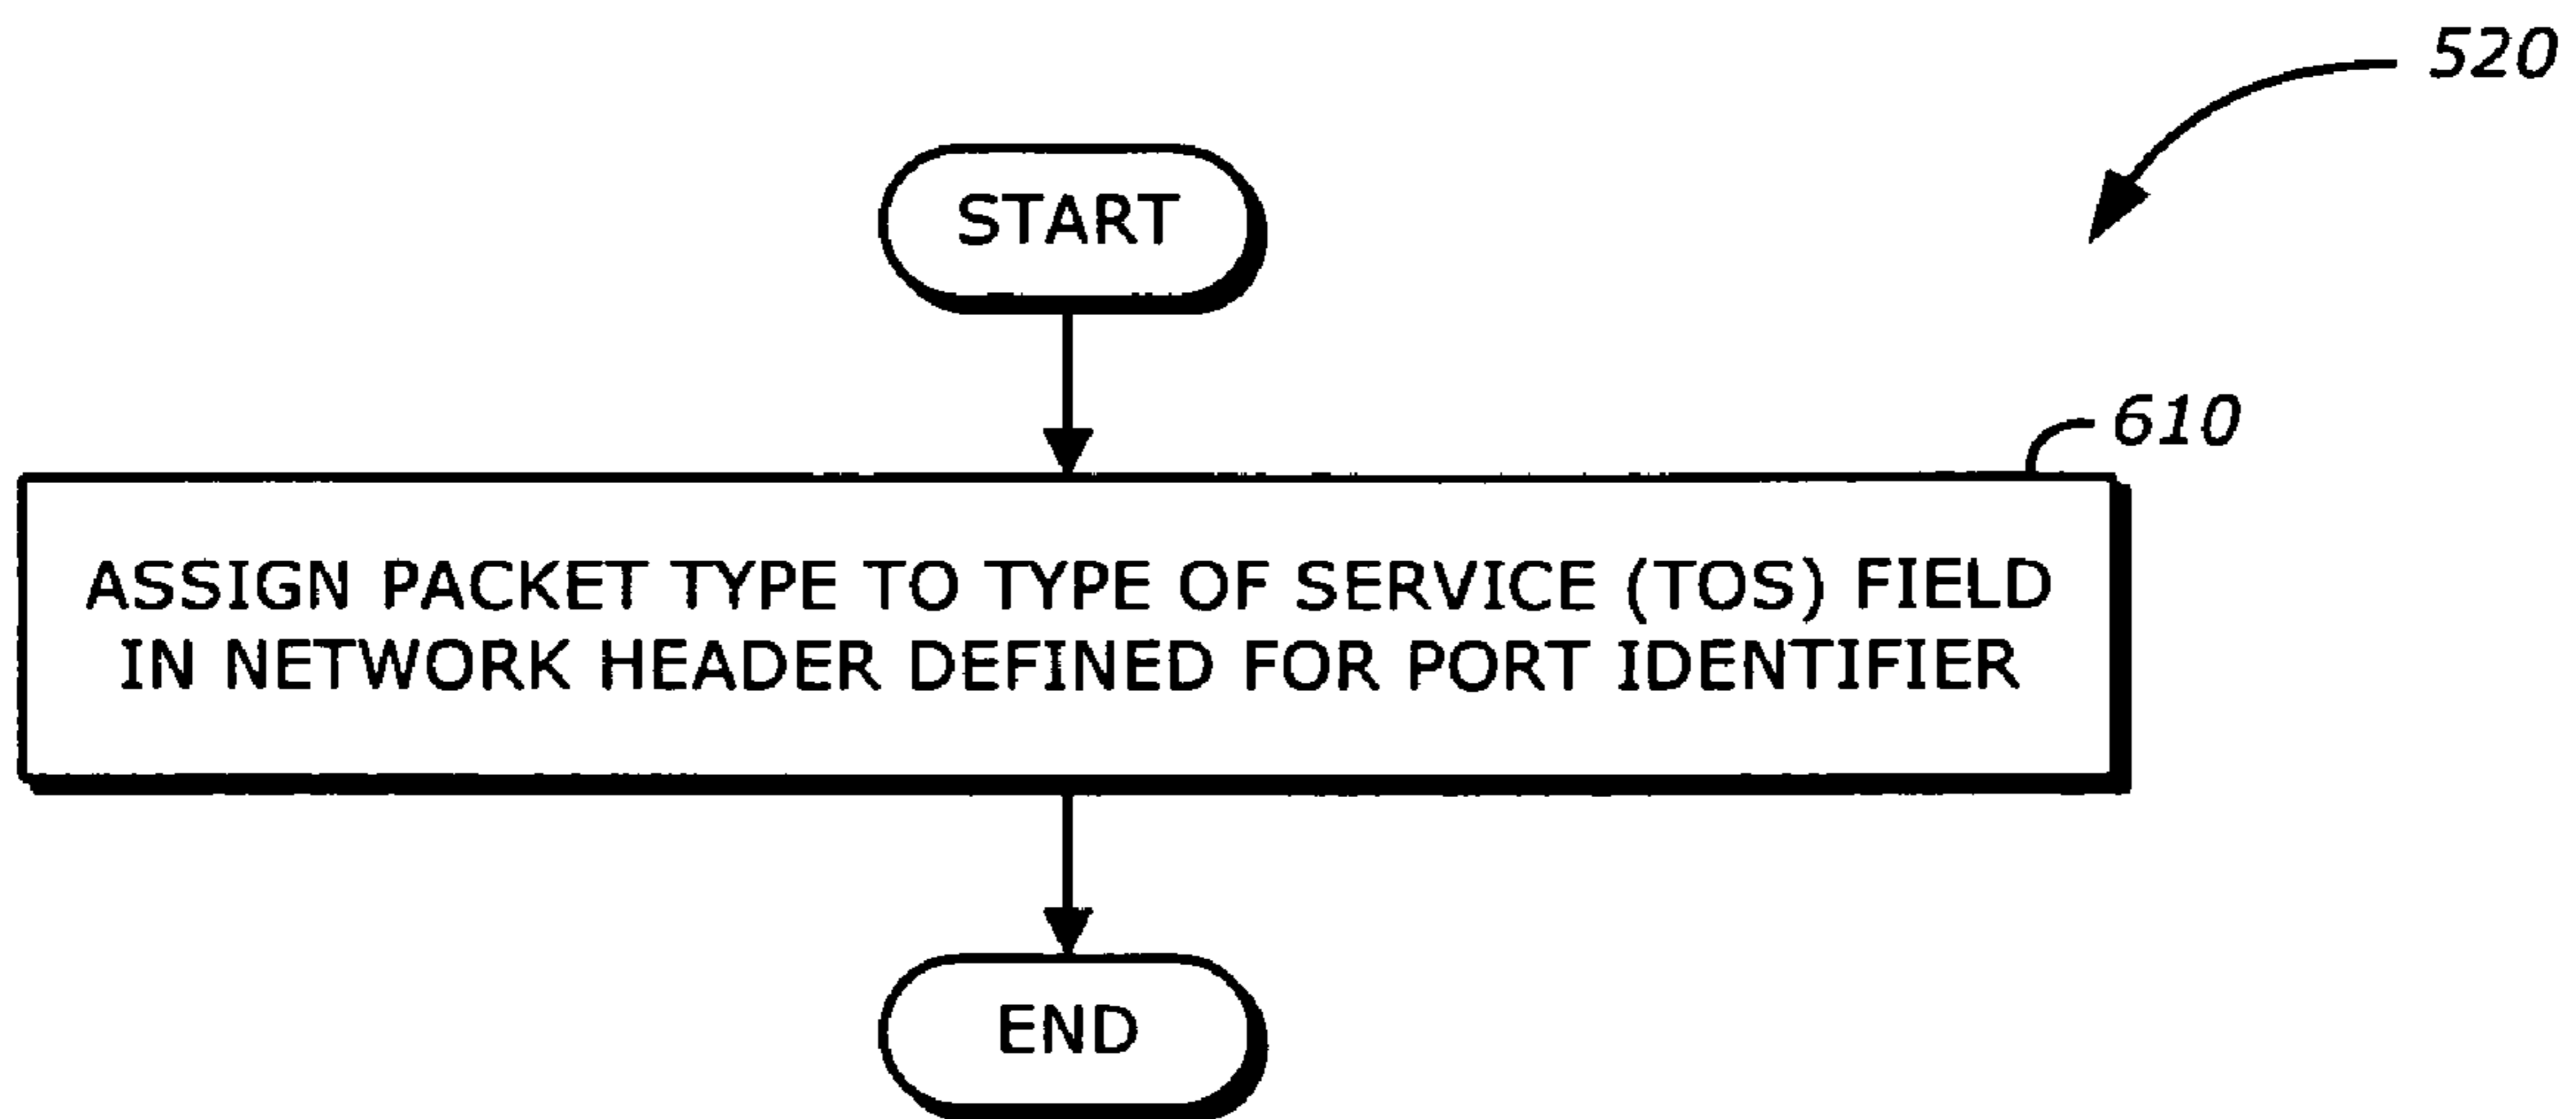 520
START
610
ASSIGN PACKET TYPE TO TYPE OF SERVICE (TOS) FIELD
IN NETWORK HEADER DEFINED FOR PORT IDENTIFIER
END